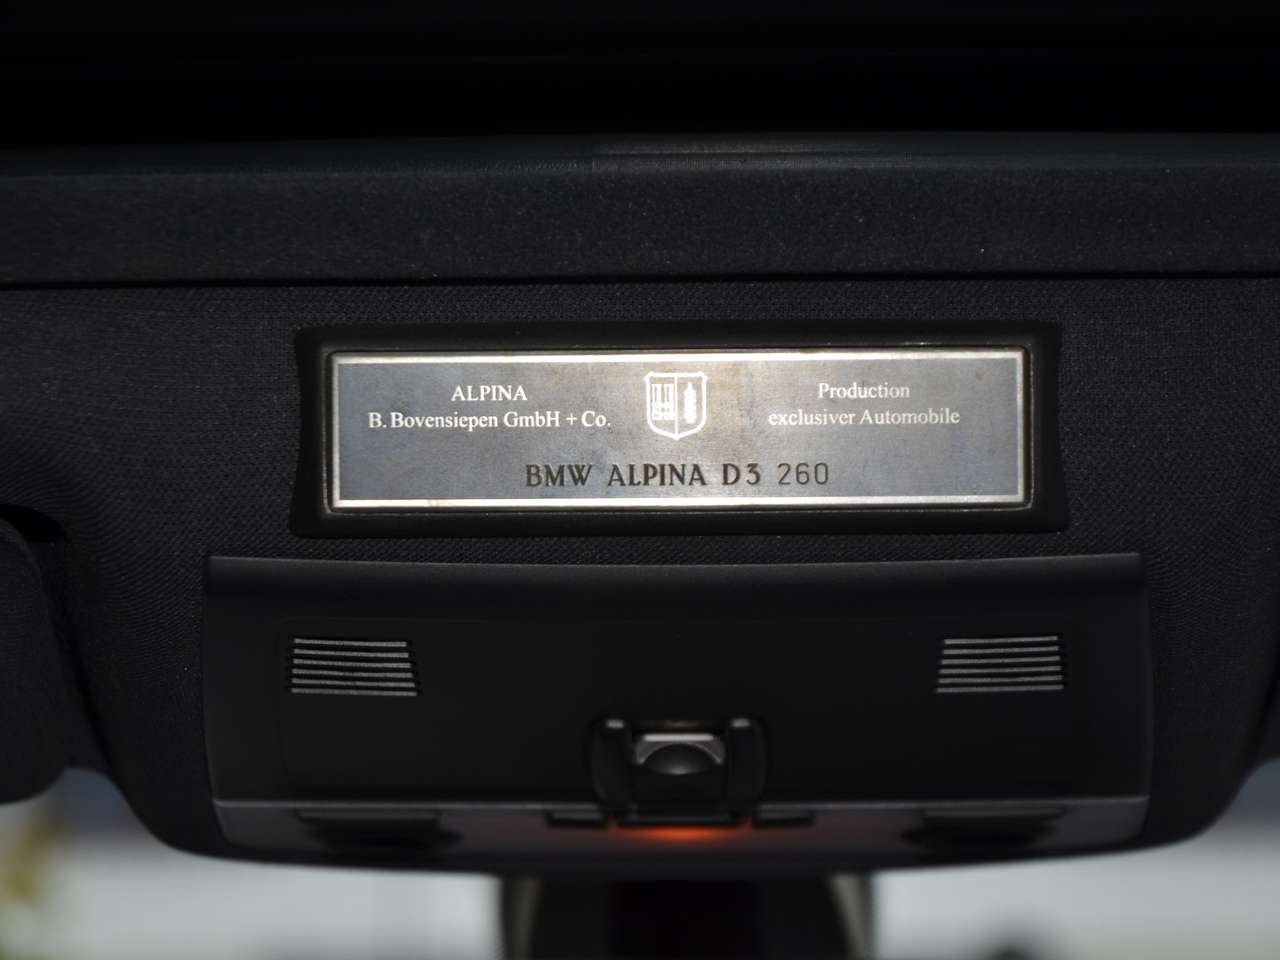 ALPINA
B. Bovensiepen GmbH + Co.
Production
exclusiver Automobile
BMW ALPINA D3 260